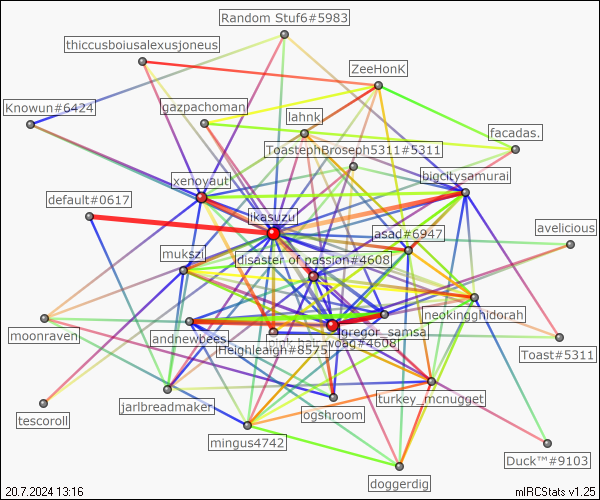 Random Stuf6#5983
thiccusboiusalexusjoneus
ZeeHonK
Knowun#6424
gazpachoman
lahnk
facadas.
ToastephBroseph5311#5311
xenoyaut
bigcitysamurai
default#0617
ikasuzu
avelicious
asad#6947
mukszi
disaster of passion#4608
neokingghidorah
moonraven
andnewbees
gregor_samsa
Heighleaigh#8575
Toast#5311
tescoroll
jarlbreadmaker
ogshroom
turkey_mcnugget
mingus4742
Duck™#9103
doggerdig
20.7.2024 13:16
mIRCStats v1.25